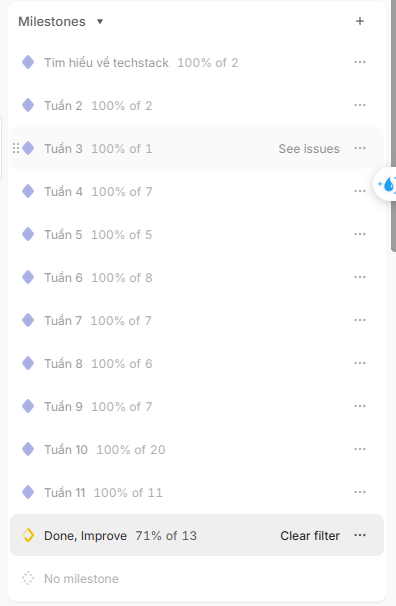 Milestones
Tìm hiểu về techstack 100% of 2
Tuần 2 100% of 2
Tuần 3 100% of 1 See issues
Tuần 4 100% of 7
Tuần 5 100% of 5
Tuần 6 100% of 8
Tuần 7 100% of 7
Tuần 8 100% of 6
Tuần 9 100% of 7
Tuần 10 100% of 20
Tuần 11 100% of 11
Done, Improve 71% of 13 Clear filter
No milestone